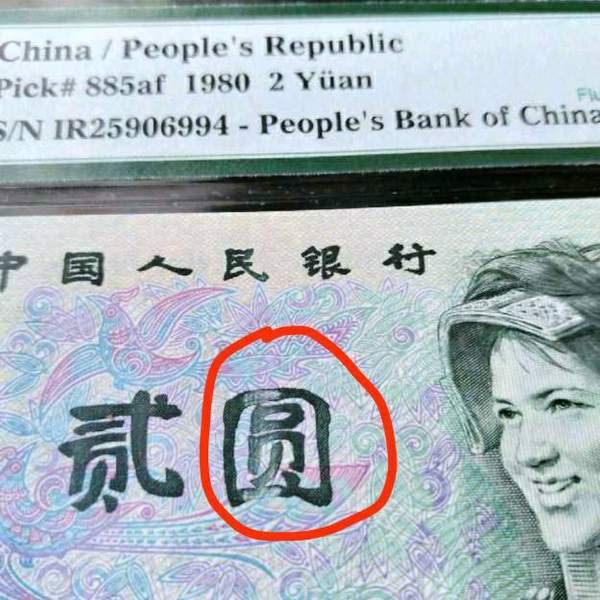 China / People's Republic
Pick# 885af 1980 2 Yüan
S/N IR25906994 - People's Bank of China
中国人民银行
贰圆